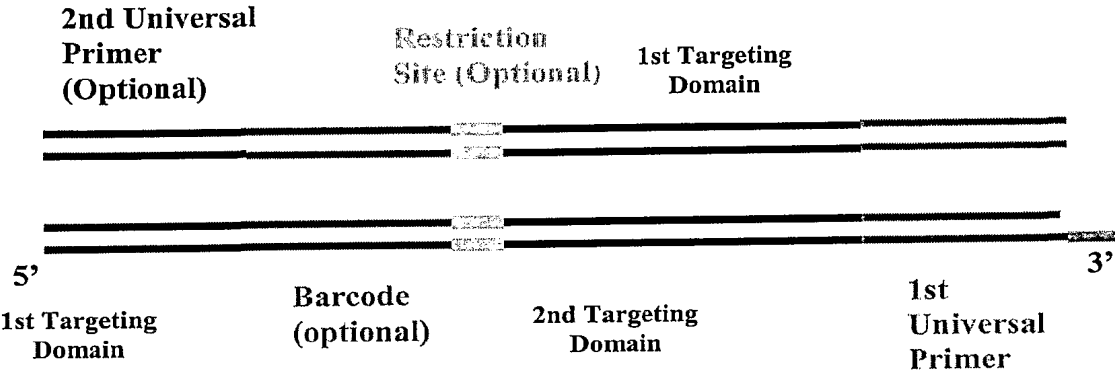 2nd Universal
Primer
(Optional)
Restriction
Site (Optional)
1st Targeting
Domain
5’
3’
1st Targeting
Domain
Barcode
(optional)
2nd Targeting
Domain
1st
Universal
Primer